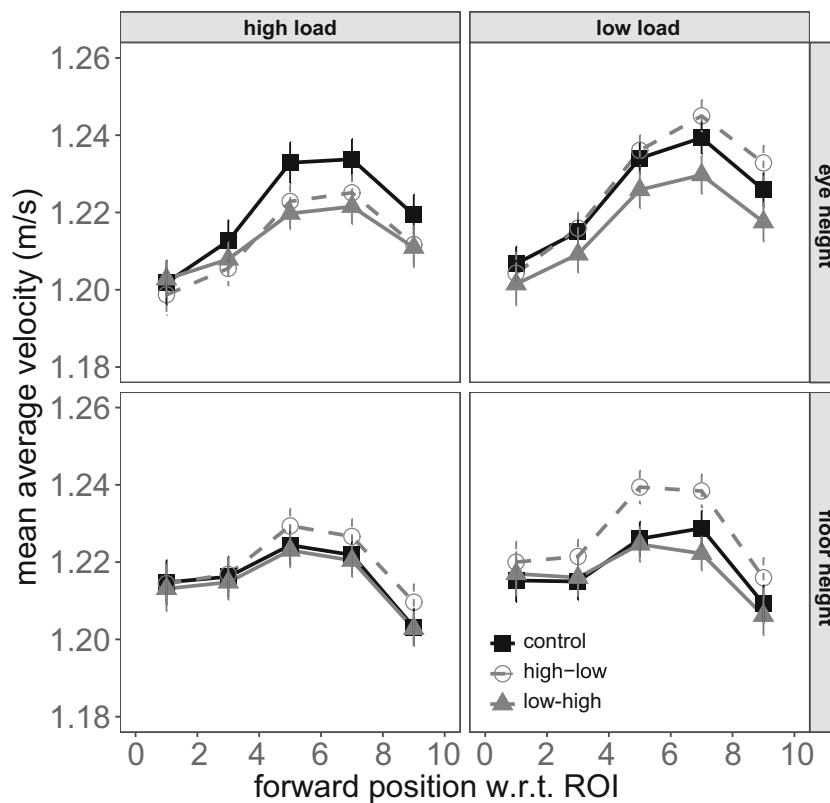 high load
low load
1.26
1.24
1.22
1.20
1.18
eye height
1.26
1.24
1.22
1.20
1.18
floor height
mean average velocity (m/s)
control
high–low
low-high
0 2 4 6 8 10
0 2 4 6 8 10
forward position w.r.t. ROI